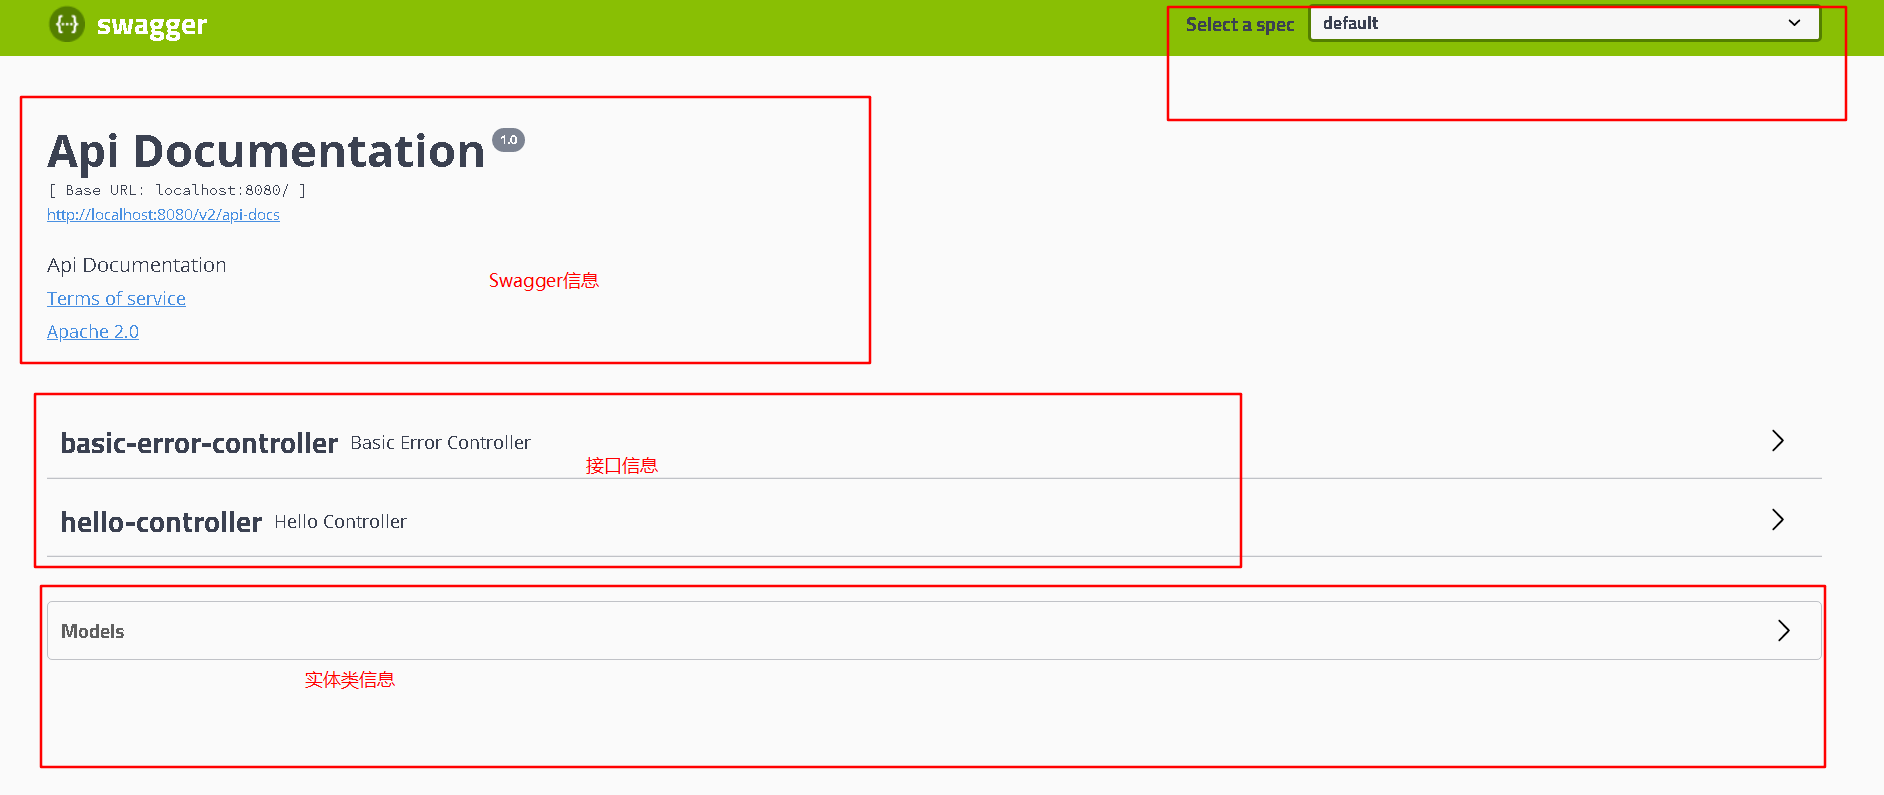 {···} swagger
Select a spec default
Api Documentation 1.0
[ Base URL: localhost:8080/ ]
http://localhost:8080/v2/api-docs
Api Documentation
Swagger信息
Terms of service
Apache 2.0
basic-error-controller Basic Error Controller
接口信息
hello-controller Hello Controller
Models
实体类信息